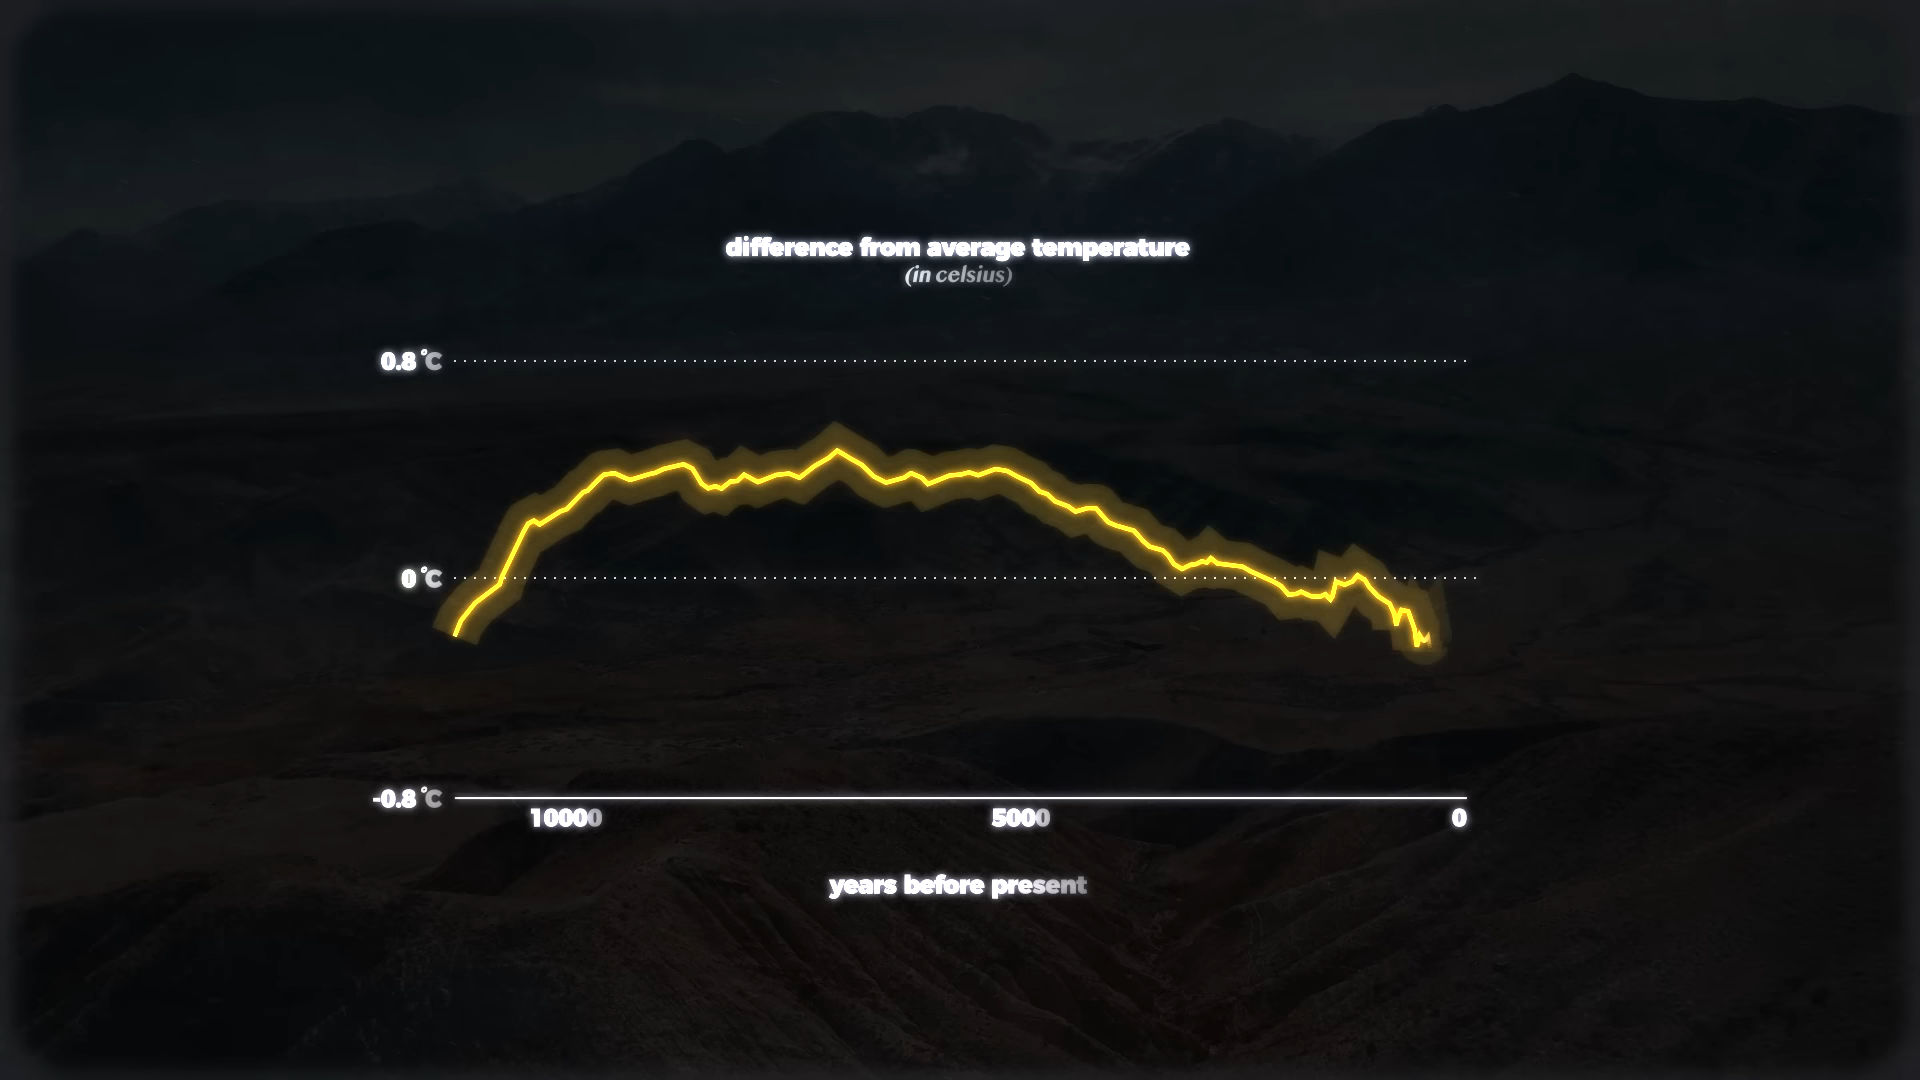 difference from average temperature
(in celsius)
0.8°C
0°C
-0.8°C
10000 5000 0
years before present